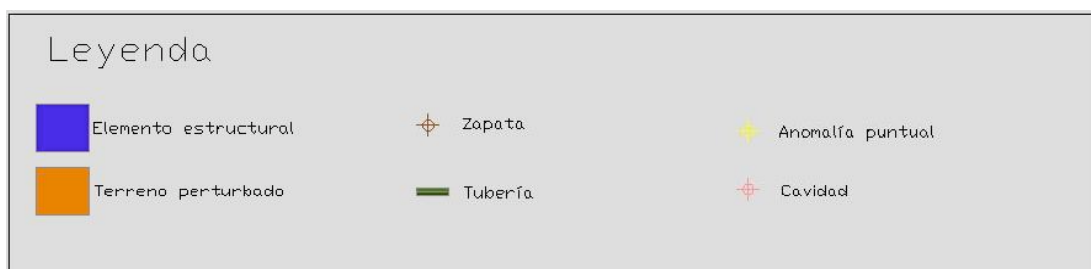 Leyenda
Elemento estructural
Zapata
Anomalía puntual
Terreno perturbado
Tubería
Cavidad